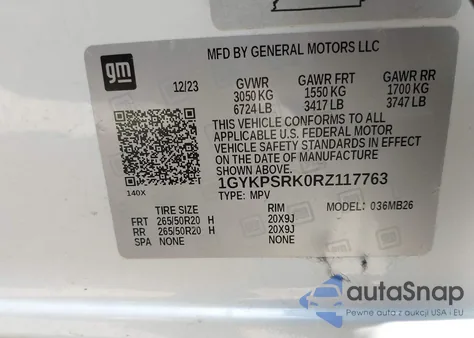 gm
MFD BY GENERAL MOTORS LLC
12/23 GVWR GAWR FRT GAWR RR
3050 KG 1550 KG 1700 KG
6724 LB 3417 LB 3747 LB
THIS VEHICLE CONFORMS TO ALL
APPLICABLE U.S. FEDERAL MOTOR
VEHICLE SAFETY STANDARDS IN
EFFECT ON THE DATE OF MANUFACTURE
SHOWN ABOVE.
1GYKPSRK0RZ117763
TYPE: MPV MODEL: 036MB26
140X
TIRE SIZE RIM
FRT 265/50R20 H 20X9J
RR 265/50R20 H 20X9J
SPA NONE NONE
autoSnap
Pewne auta z aukcji USA i EU